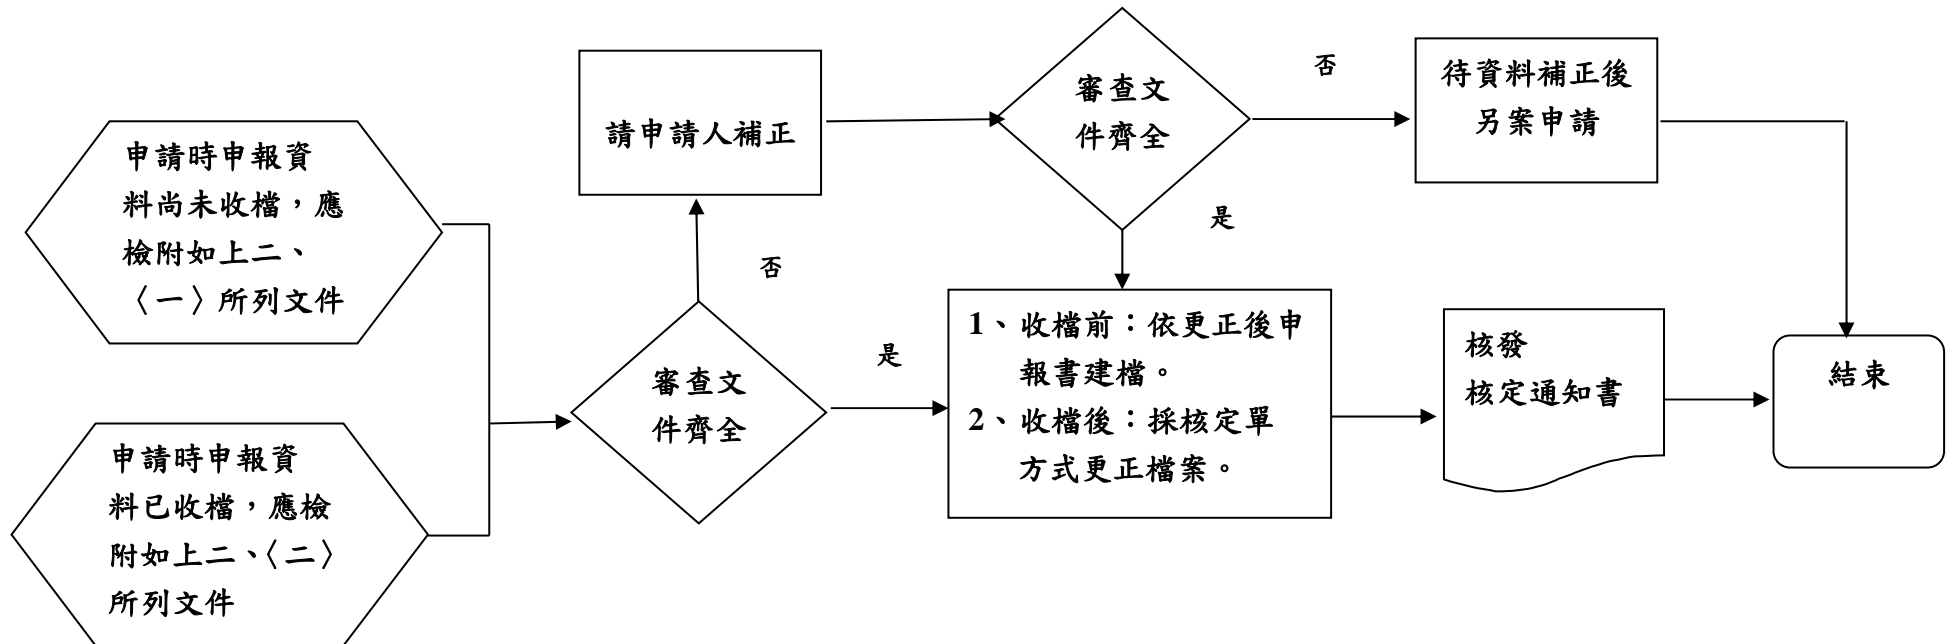 申請時申報資
料尚未收檔，應
檢附如上二、
〈一〉所列文件
申請時申報資
料已收檔，應檢
附如上二、〈二〉
所列文件
審查文
件齊全
否
請申請人補正
是
審查文
件齊全
否
待資料補正後
另案申請
是
1、收檔前：依更正後申
報書建檔。
2、收檔後：採核定單
方式更正檔案。
核發
核定通知書
結束